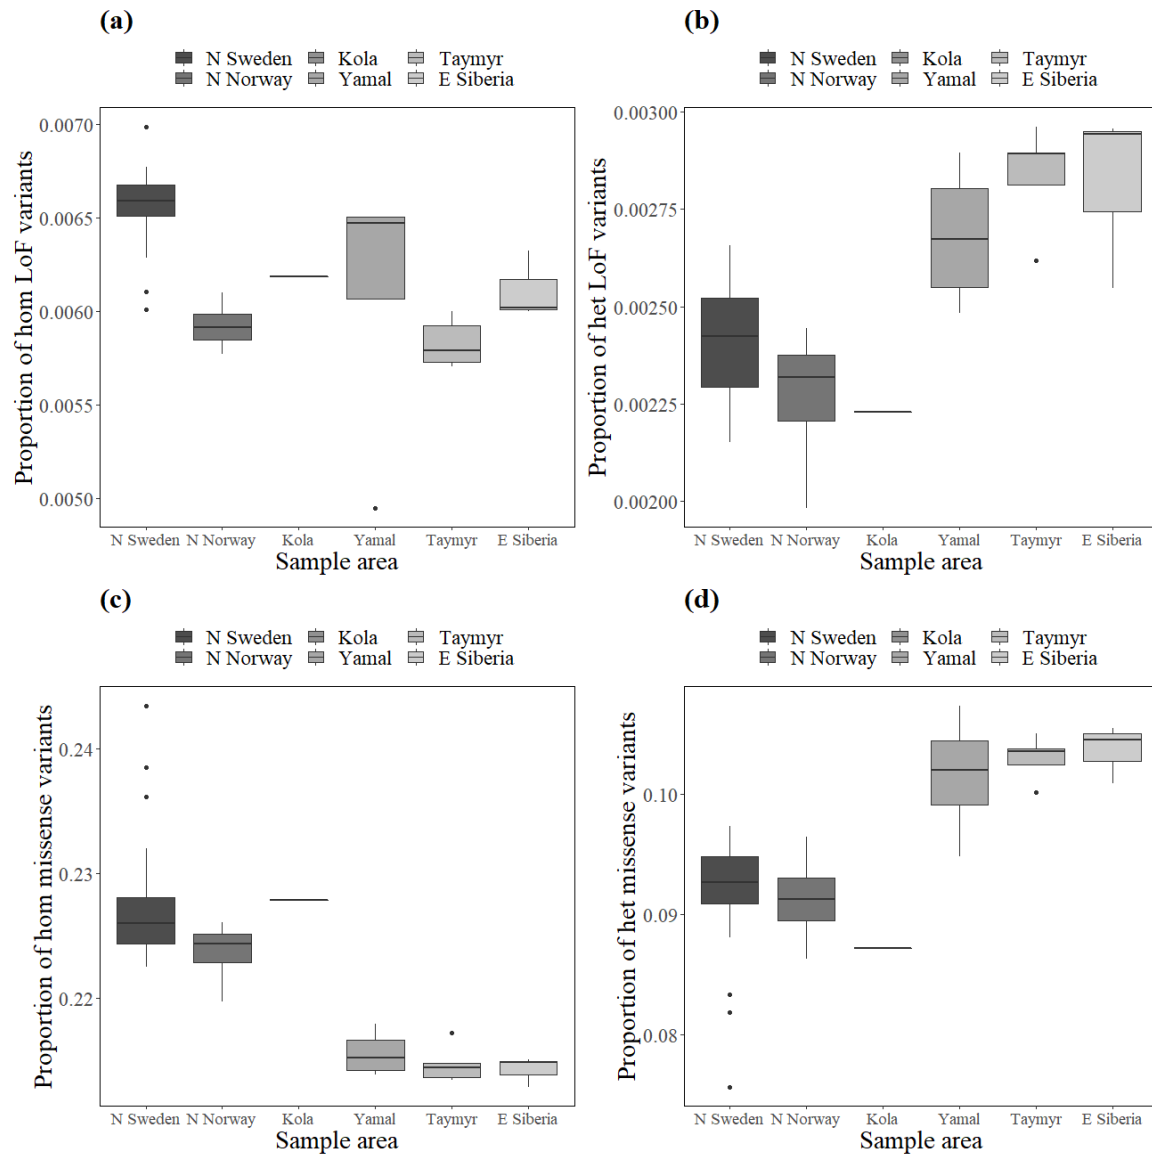 (a)
N Sweden Kola Taymyr
N Norway Yamal E Siberia
Proportion of hom LoF variants
0.0070
0.0065
0.0060
0.0055
0.0050
N Sweden N Norway Kola Yamal Taymyr E Siberia
Sample area
(b)
N Sweden Kola Taymyr
N Norway Yamal E Siberia
Proportion of het LoF variants
0.00300
0.00275
0.00250
0.00225
0.00200
N Sweden N Norway Kola Yamal Taymyr E Siberia
Sample area
(c)
N Sweden Kola Taymyr
N Norway Yamal E Siberia
Proportion of hom missense variants
0.24
0.23
0.22
N Sweden N Norway Kola Yamal Taymyr E Siberia
Sample area
(d)
N Sweden Kola Taymyr
N Norway Yamal E Siberia
Proportion of het missense variants
0.10
0.09
0.08
N Sweden N Norway Kola Yamal Taymyr E Siberia
Sample area